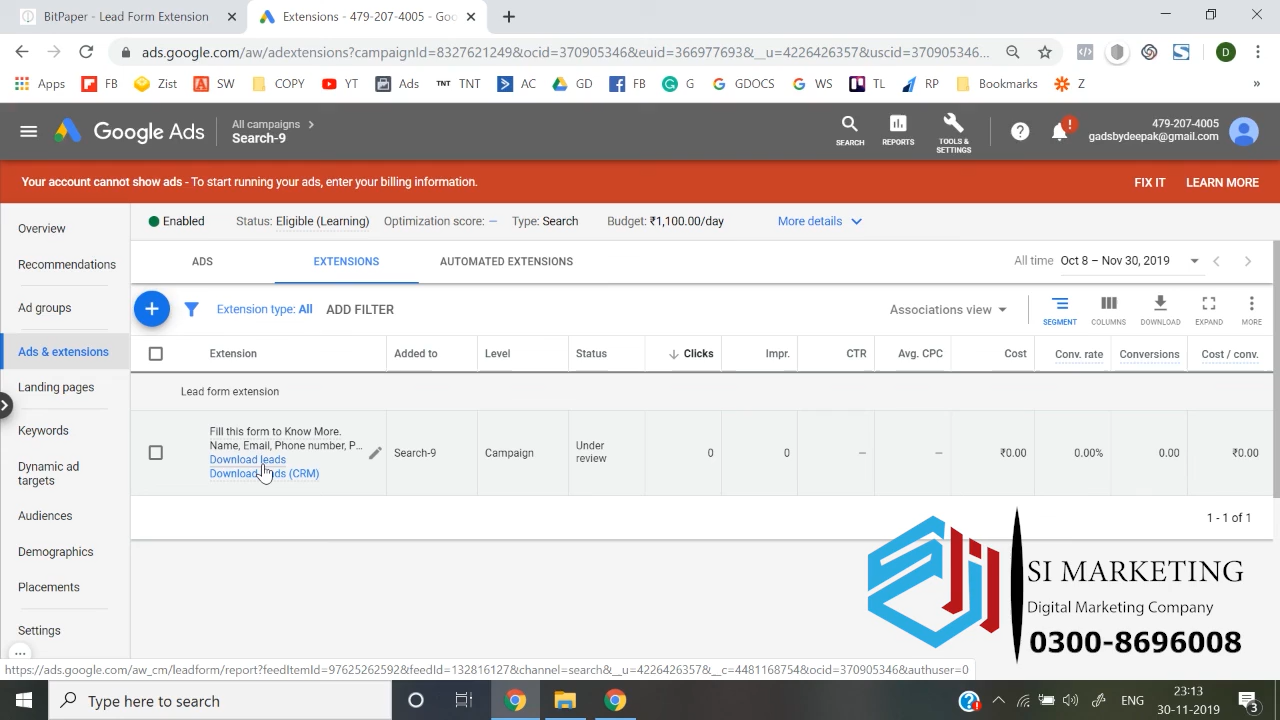 BitPaper - Lead Form Extension
Extensions - 479-207-4005 - Goo
ads.google.com/aw/adextensions?campaignId=8327621249&ocid=370905346&euid=366977693&__u=4226426357&uscid=370905346...
Apps FB Zist SW COPY YT Ads TNT TNT AC GD FB G GDOCS WS TL RP Bookmarks Z »
Google Ads
All campaigns
Search-9
SEARCH
REPORTS
TOOLS & SETTINGS
479-207-4005
gadsbydeepak@gmail.com
Your account cannot show ads - To start running your ads, enter your billing information.
FIX IT LEARN MORE
Overview
Recommendations
Ad groups
Ads & extensions
Landing pages
Keywords
Dynamic ad targets
Audiences
Demographics
Placements
Settings
Enabled Status: Eligible (Learning) Optimization score: – Type: Search Budget: ₹1,100.00/day More details
ADS EXTENSIONS AUTOMATED EXTENSIONS
All time Oct 8 – Nov 30, 2019
Extension type: All ADD FILTER
Associations view
SEGMENT COLUMNS DOWNLOAD EXPAND MORE
Extension Added to Level Status Clicks Impr. CTR Avg. CPC Cost Conv. rate Conversions Cost / conv.
Lead form extension
Fill this form to Know More.
Name, Email, Phone number, P...
Download leads
Download leads (CRM)
Search-9 Campaign Under review 0 0 – – ₹0.00 0.00% 0.00 ₹0.00
1 - 1 of 1
SI MARKETING
Digital Marketing Company
0300-8696008
https://ads.google.com/aw_cm/leadform/report?feedItemId=97625262592&feedId=132816127&channel=search&__u=4226426357&__c=4481168754&ocid=370905346&authuser=0
Type here to search
ENG
23:13
30-11-2019
3